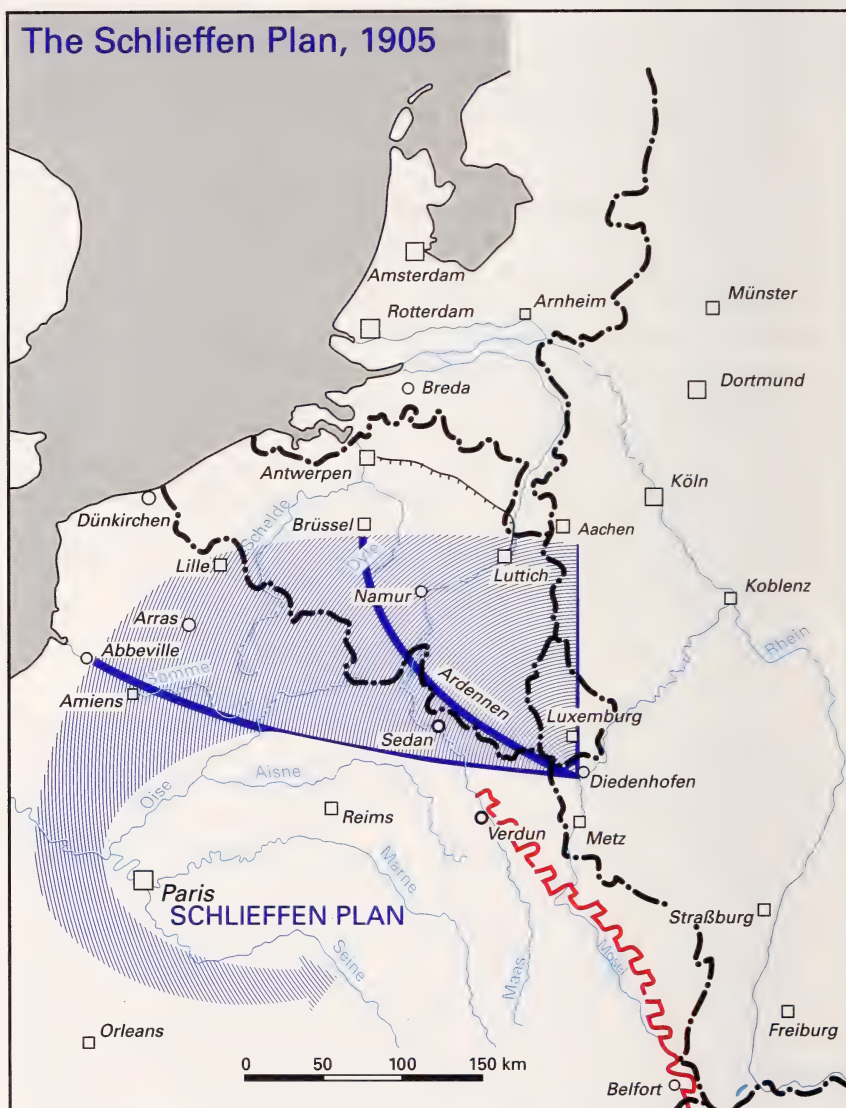 The Schlieffen Plan, 1905
Amsterdam
Rotterdam
Arnheim
Münster
Breda
Dortmund
Antwerpen
Köln
Dünkirchen
Schelde
Brüssel
Aachen
Lille
Dyle
Luttich
Namur
Koblenz
Arras
Rhein
Abbeville
Somme
Ardennen
Amiens
Luxemburg
Sedan
Diedenhofen
Oise
Aisne
Reims
Verdun
Metz
Marne
Paris
SCHLIEFFEN PLAN
Straßburg
Seine
Maas
Mosel
Orleans
Freiburg
0 50 100 150 km
Belfort